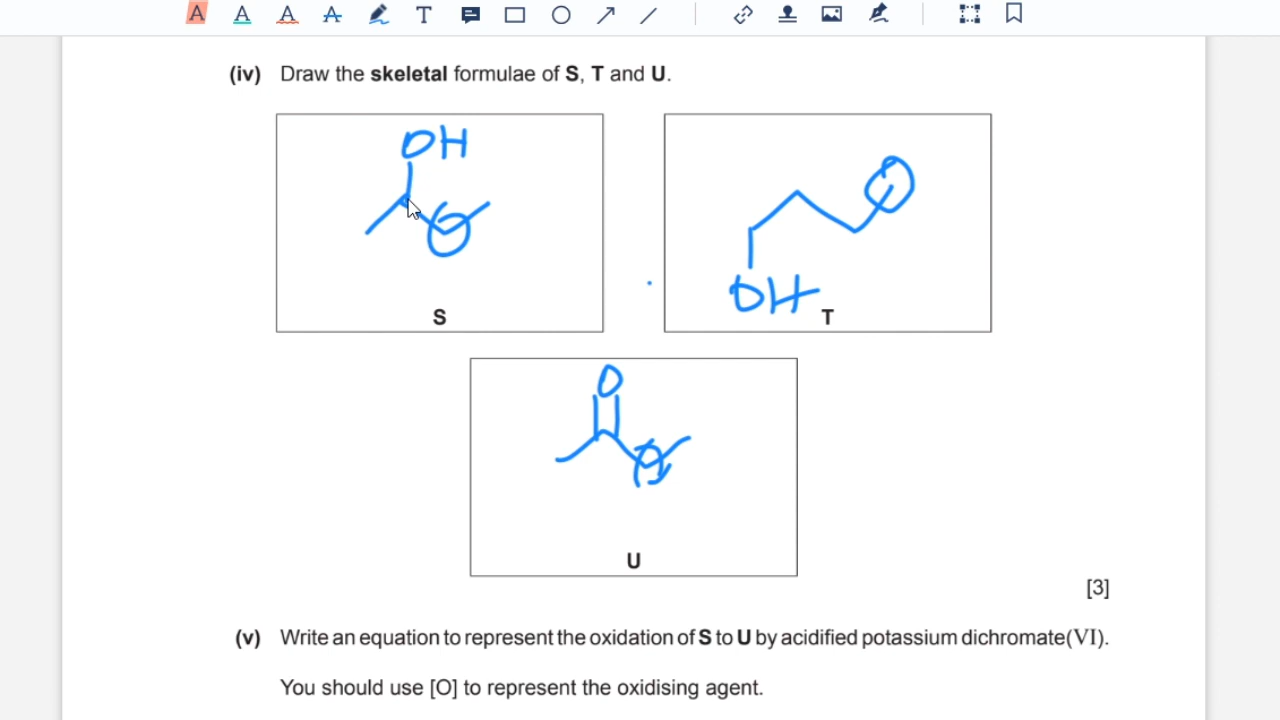 A A A A T
(iv) Draw the skeletal formulae of S, T and U.
OH
S
OH
T
O
U
[3]
(v) Write an equation to represent the oxidation of S to U by acidified potassium dichromate(VI).
You should use [O] to represent the oxidising agent.